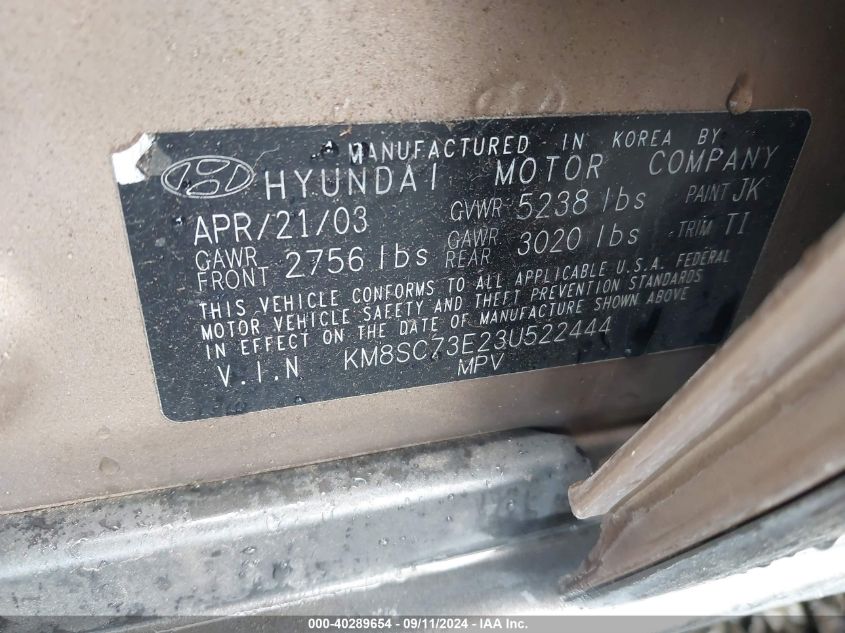 MANUFACTURED IN KOREA BY
HYUNDAI MOTOR COMPANY
APR/21/03 GVWR 5238 lbs PAINT JK
GAWR FRONT 2756 lbs GAWR REAR 3020 lbs TRIM TI
THIS VEHICLE CONFORMS TO ALL APPLICABLE U.S.A. FEDERAL
MOTOR VEHICLE SAFETY AND THEFT PREVENTION STANDARDS
IN EFFECT ON THE DATE OF MANUFACTURE SHOWN ABOVE
V.I.N KM8SC73E23U522444
MPV
000-40289654 - 09/11/2024 - IAA Inc.